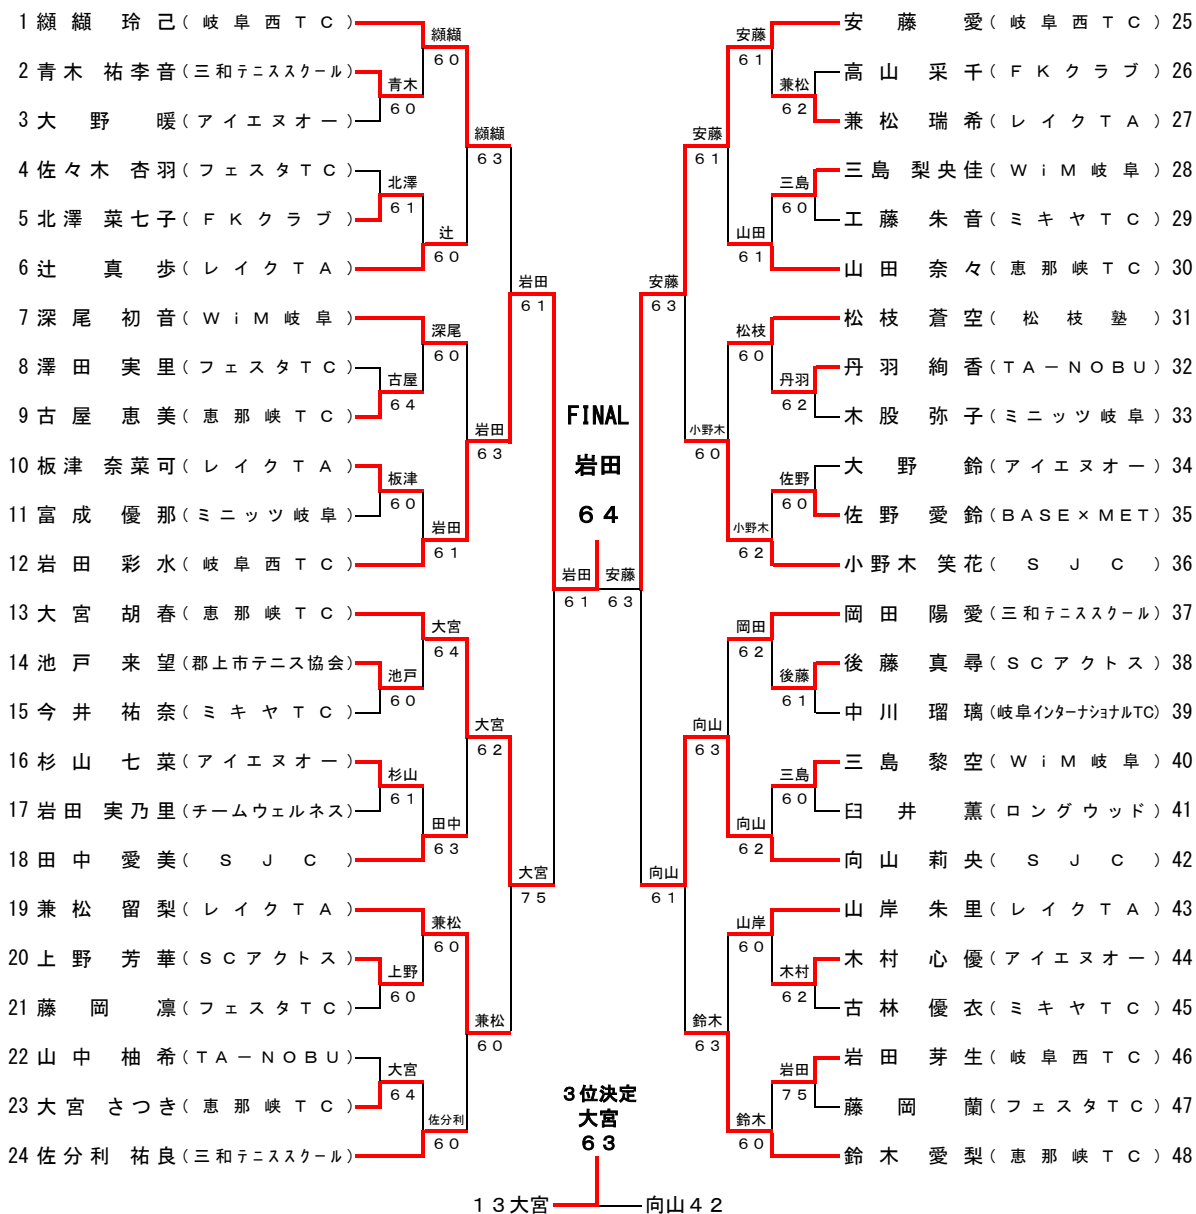 1 纐纈 玲己 (岐阜西TC)
2 青木 祐李音 (三和テニススクール)
3 大野 暖 (アイエヌオー)
4 佐々木 杏羽 (フェスタTC)
5 北澤 菜七子 (FKクラブ)
6 辻 真歩 (レイクTA)
7 深尾 初音 (WiM岐阜)
8 澤田 実里 (フェスタTC)
9 古屋 恵美 (恵那峡TC)
10 板津 奈菜可 (レイクTA)
11 富成 優那 (ミニッツ岐阜)
12 岩田 彩水 (岐阜西TC)
13 大宮 胡春 (恵那峡TC)
14 池戸 来望 (郡上市テニス協会)
15 今井 祐奈 (ミキヤTC)
16 杉山 七菜 (アイエヌオー)
17 岩田 実乃里 (チームウェルネス)
18 田中 愛美 (SJC)
19 兼松 留梨 (レイクTA)
20 上野 芳華 (SCアクトス)
21 藤岡 凛 (フェスタTC)
22 山中 柚希 (TA－NOBU)
23 大宮 さつき (恵那峡TC)
24 佐分利 祐良 (三和テニススクール)
纐纈
60
青木
60
纐纈
63
北澤
61
辻
60
岩田
61
深尾
60
古屋
64
岩田
63
板津
60
岩田
61
大宮
64
池戸
60
大宮
62
杉山
61
田中
63
大宮
75
兼松
60
上野
60
兼松
60
大宮
64
佐分利
60
FINAL
岩田
64
岩田
61
安藤
63
安藤
61
兼松
62
安藤
61
三島
60
山田
61
安藤
63
松枝
60
丹羽
62
小野木
60
佐野
60
小野木
62
岡田
62
後藤
61
向山
63
三島
60
向山
62
向山
61
山岸
60
木村
62
鈴木
63
岩田
75
鈴木
60
安藤 愛 (岐阜西TC) 25
高山 采千 (FKクラブ) 26
兼松 瑞希 (レイクTA) 27
三島 梨央佳 (WiM岐阜) 28
工藤 朱音 (ミキヤTC) 29
山田 奈々 (恵那峡TC) 30
松枝 蒼空 (松枝塾) 31
丹羽 絢香 (TA－NOBU) 32
木股 弥子 (ミニッツ岐阜) 33
大野 鈴 (アイエヌオー) 34
佐野 愛鈴 (BASE×MET) 35
小野木 笑花 (SJC) 36
岡田 陽愛 (三和テニススクール) 37
後藤 真尋 (SCアクトス) 38
中川 瑠璃 (岐阜インターナショナルTC) 39
三島 黎空 (WiM岐阜) 40
臼井 薫 (ロングウッド) 41
向山 莉央 (SJC) 42
山岸 朱里 (レイクTA) 43
木村 心優 (アイエヌオー) 44
古林 優衣 (ミキヤTC) 45
岩田 芽生 (岐阜西TC) 46
藤岡 蘭 (フェスタTC) 47
鈴木 愛梨 (恵那峡TC) 48
3位決定
大宮
63
13大宮
向山42